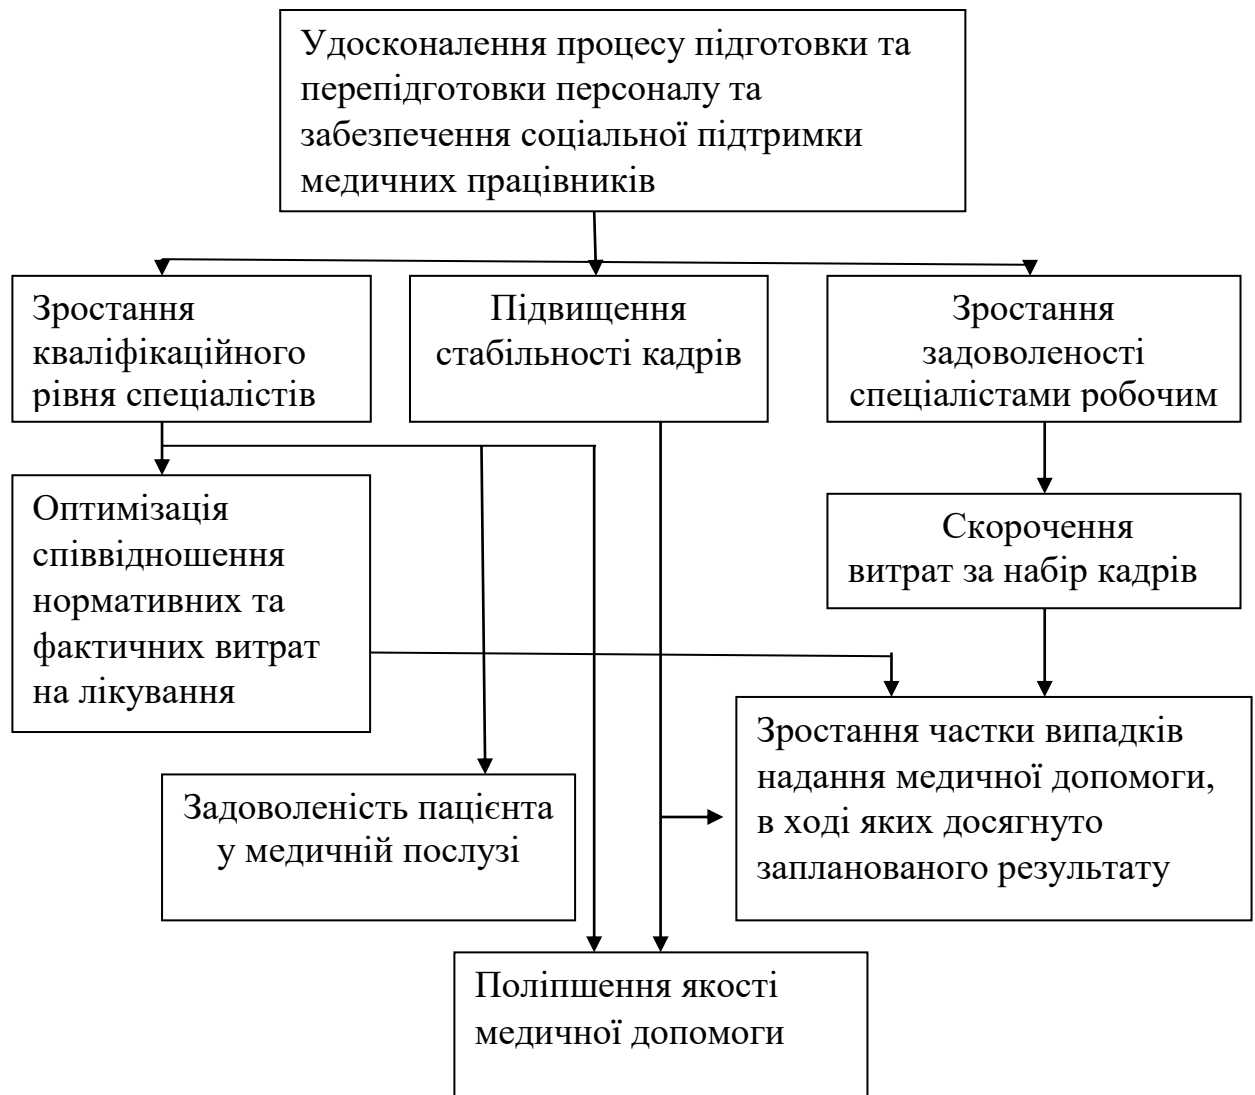 Удосконалення процесу підготовки та
перепідготовки персоналу та
забезпечення соціальної підтримки
медичних працівників
Зростання
кваліфікаційного
рівня спеціалістів
Підвищення
стабільності кадрів
Зростання
задоволеності
спеціалістами робочим
Оптимізація
співвідношення
нормативних та
фактичних витрат
на лікування
Скорочення
витрат за набір кадрів
Зростання частки випадків
надання медичної допомоги,
в ході яких досягнуто
запланованого результату
Задоволеність пацієнта
у медичній послузі
Поліпшення якості
медичної допомоги